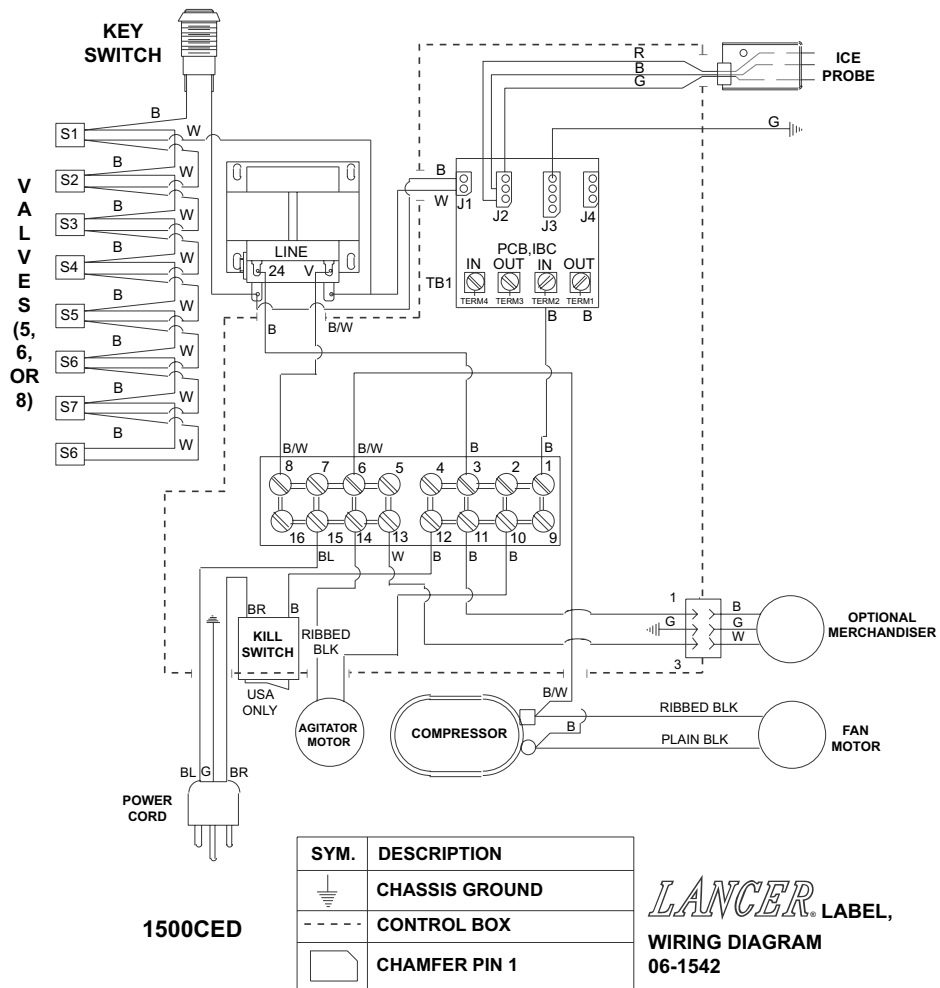 KEY
SWITCH
ICE
PROBE
R
B
G
G
B
W
S1
B
W
S2
B
W
S3
B
W
S4
B
W
S5
B
W
S6
B
W
S7
B
W
S6
VALVES
(5,
6,
OR
8)
LINE
24 V
B
W
J1 J2 J3 J4
PCB,IBC
IN OUT IN OUT
TB1
TERM4 TERM3 TERM2 TERM1
B B
B B/W
B/W B/W B B
8 7 6 5 4 3 2 1
16 15 14 13 12 11 10 9
BL W B B B
BR B
KILL
SWITCH
USA
ONLY
RIBBED
BLK
AGITATOR
MOTOR
1
G
3
B
G
W
OPTIONAL
MERCHANDISER
B/W
B
COMPRESSOR
RIBBED BLK
PLAIN BLK
FAN
MOTOR
BL G BR
POWER
CORD
1500CED
SYM. DESCRIPTION
CHASSIS GROUND
CONTROL BOX
CHAMFER PIN 1
LANCER® LABEL,
WIRING DIAGRAM
06-1542